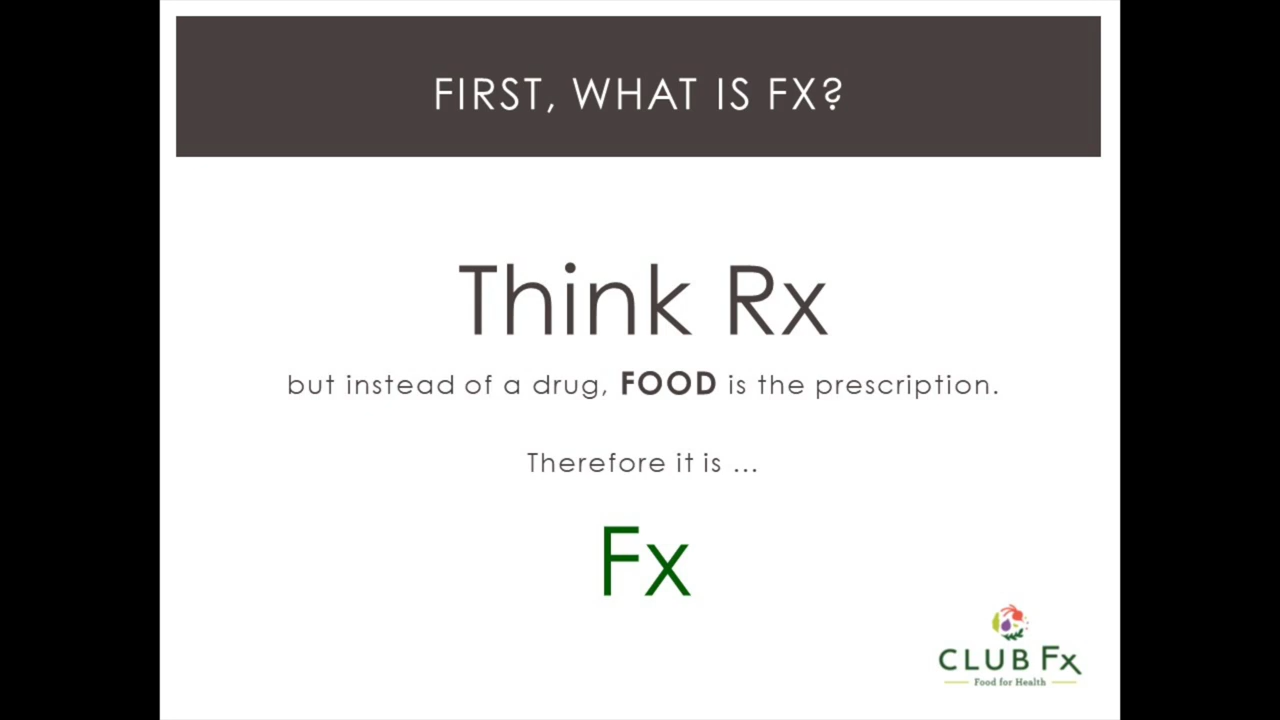 FIRST, WHAT IS FX?
Think Rx
but instead of a drug, FOOD is the prescription.
Therefore it is ...
Fx
CLUB Fx
Food for Health